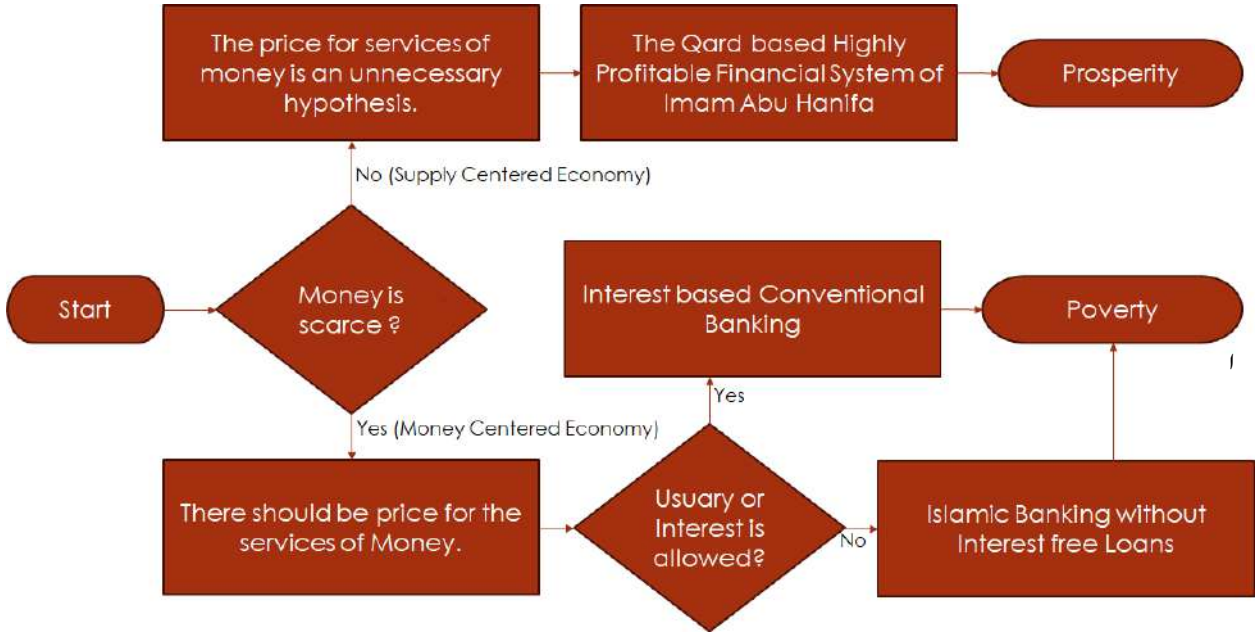 The price for services of
money is an unnecessary
hypothesis.
The Qard based Highly
Profitable Financial System of
Imam Abu Hanifa
Prosperity
No (Supply Centered Economy)
Start
Money is
scarce ?
Interest based Conventional
Banking
Poverty
Yes
Yes (Money Centered Economy)
There should be price for the
services of Money.
Usuary or
Interest is
allowed?
No
Islamic Banking without
Interest free Loans